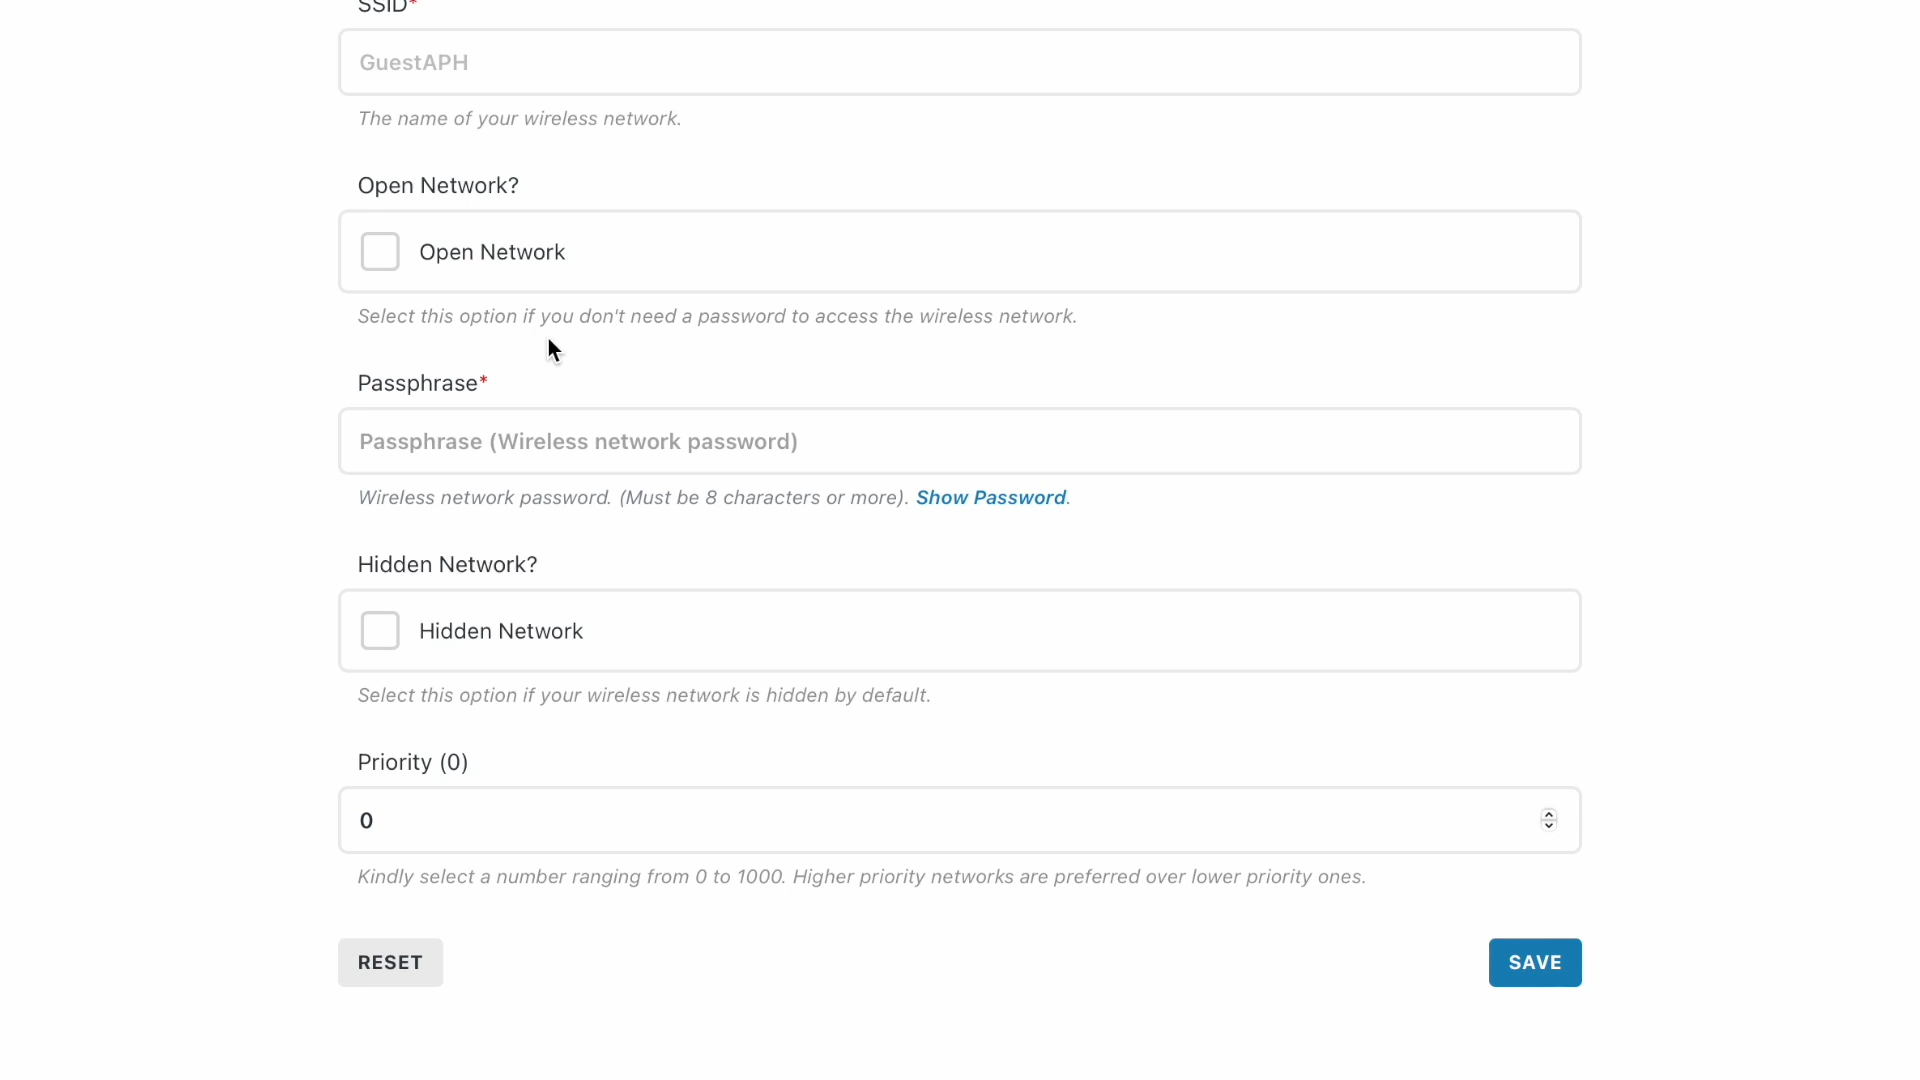 SSID*
GuestAPH
The name of your wireless network.
Open Network?
Open Network
Select this option if you don't need a password to access the wireless network.
Passphrase*
Passphrase (Wireless network password)
Wireless network password. (Must be 8 characters or more). Show Password.
Hidden Network?
Hidden Network
Select this option if your wireless network is hidden by default.
Priority (0)
0
Kindly select a number ranging from 0 to 1000. Higher priority networks are preferred over lower priority ones.
RESET
SAVE